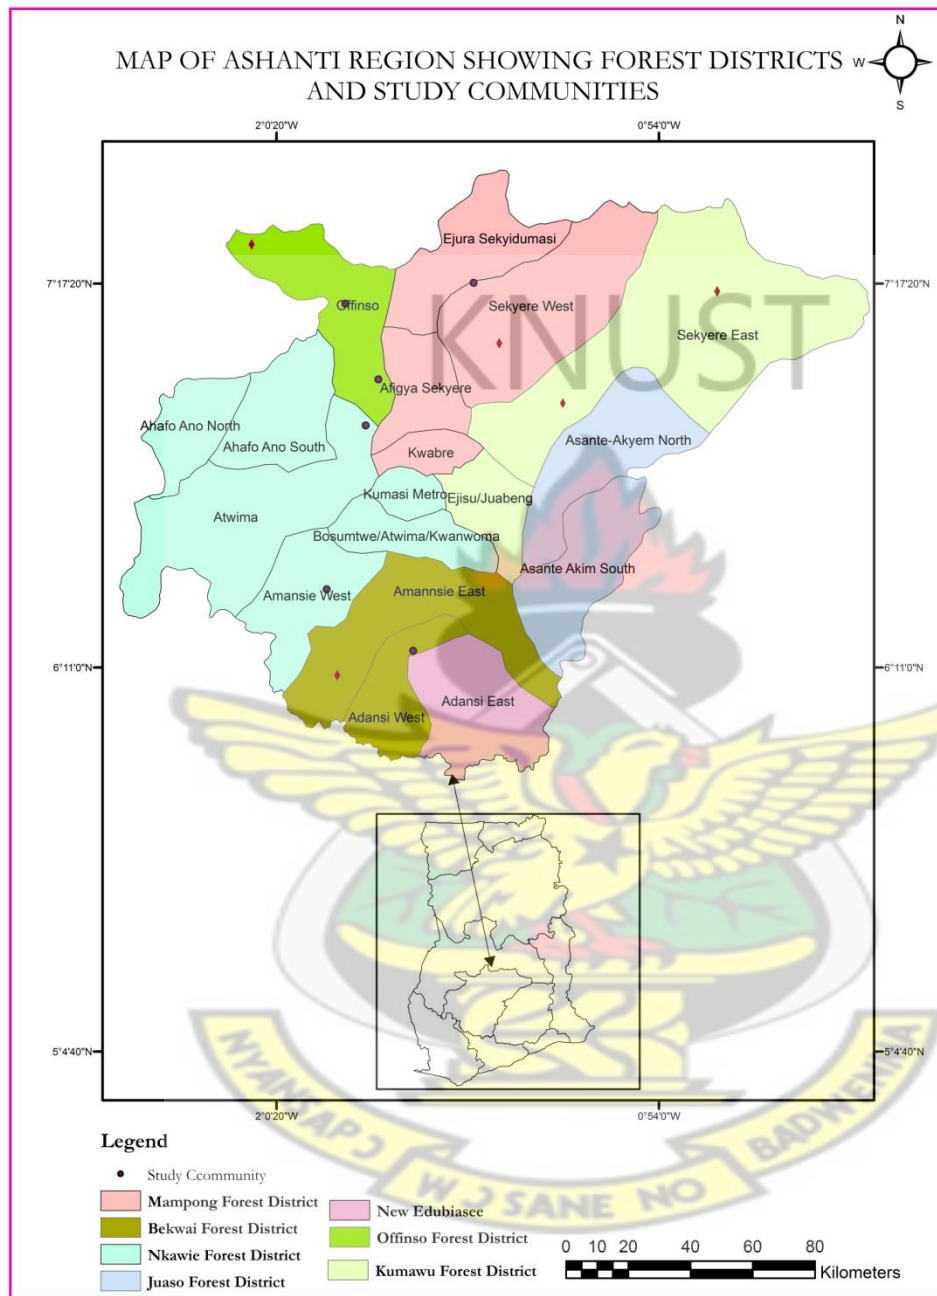 MAP OF ASHANTI REGION SHOWING FOREST DISTRICTS
AND STUDY COMMUNITIES
N
W
S
2°0'20"W
0°54'0"W
Ejura Sekyidumasi
7°17'20"N
7°17'20"N
Offinso
Sekyere West
KNUST
Sekyere East
Afigya Sekyere
Ahafo Ano North
Ahafo Ano South
Asante-Akyem North
Kwabre
Kumasi Metro
Ejisu/Juabeng
Atwima
Bosumtwe/Atwima/Kwanwoma
Asante Akim South
Amansie West
Amannsie East
6°11'0"N
6°11'0"N
Adansi East
Adansi West
5°4'40"N
5°4'40"N
NYANSAPƆ WƆSANE NO BADWENMA
2°0'20"W
0°54'0"W
Legend
Study Ccommunity
Mampong Forest District
New Edubiasee
Bekwai Forest District
Offinso Forest District
Nkawie Forest District
Kumawu Forest District
Juaso Forest District
0 10 20 40 60 80
Kilometers